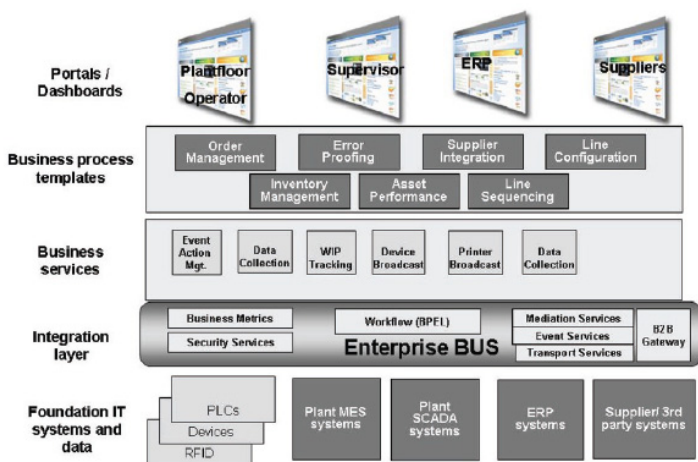 Portals /
Dashboards
Plantfloor
Operator
Supervisor
ERP
Suppliers
Business process
templates
Order
Management
Error
Proofing
Supplier
Integration
Line
Configuration
Inventory
Management
Asset
Performance
Line
Sequencing
Business
services
Event
Action
Mgt.
Data
Collection
WIP
Tracking
Device
Broadcast
Printer
Broadcast
Data
Collection
Integration
layer
Business Metrics
Security Services
Workflow (BPEL)
Enterprise BUS
Mediation Services
Event Services
Transport Services
B2B
Gateway
Foundation IT
systems and
data
PLCs
Devices
RFID
Plant MES
systems
Plant
SCADA
systems
ERP
systems
Supplier/ 3rd
party systems